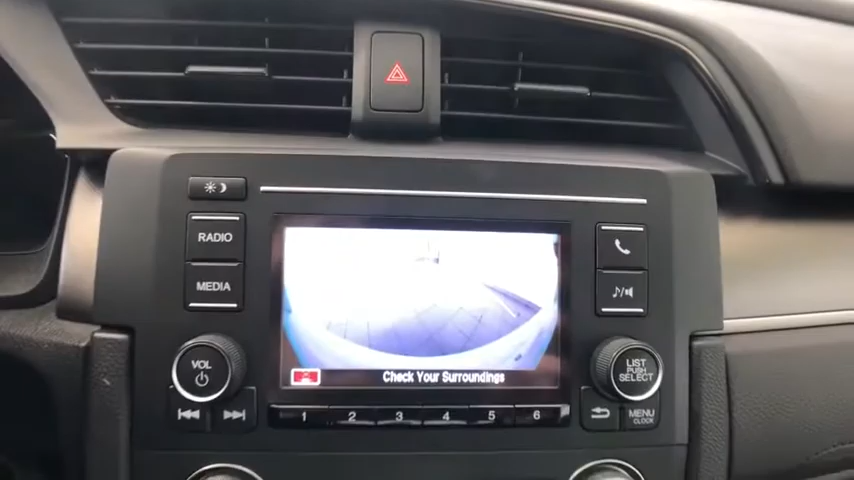 RADIO
MEDIA
VOL
Check Your Surroundings
LIST
PUSH
SELECT
1 2 3 4 5 6
MENU
CLOCK